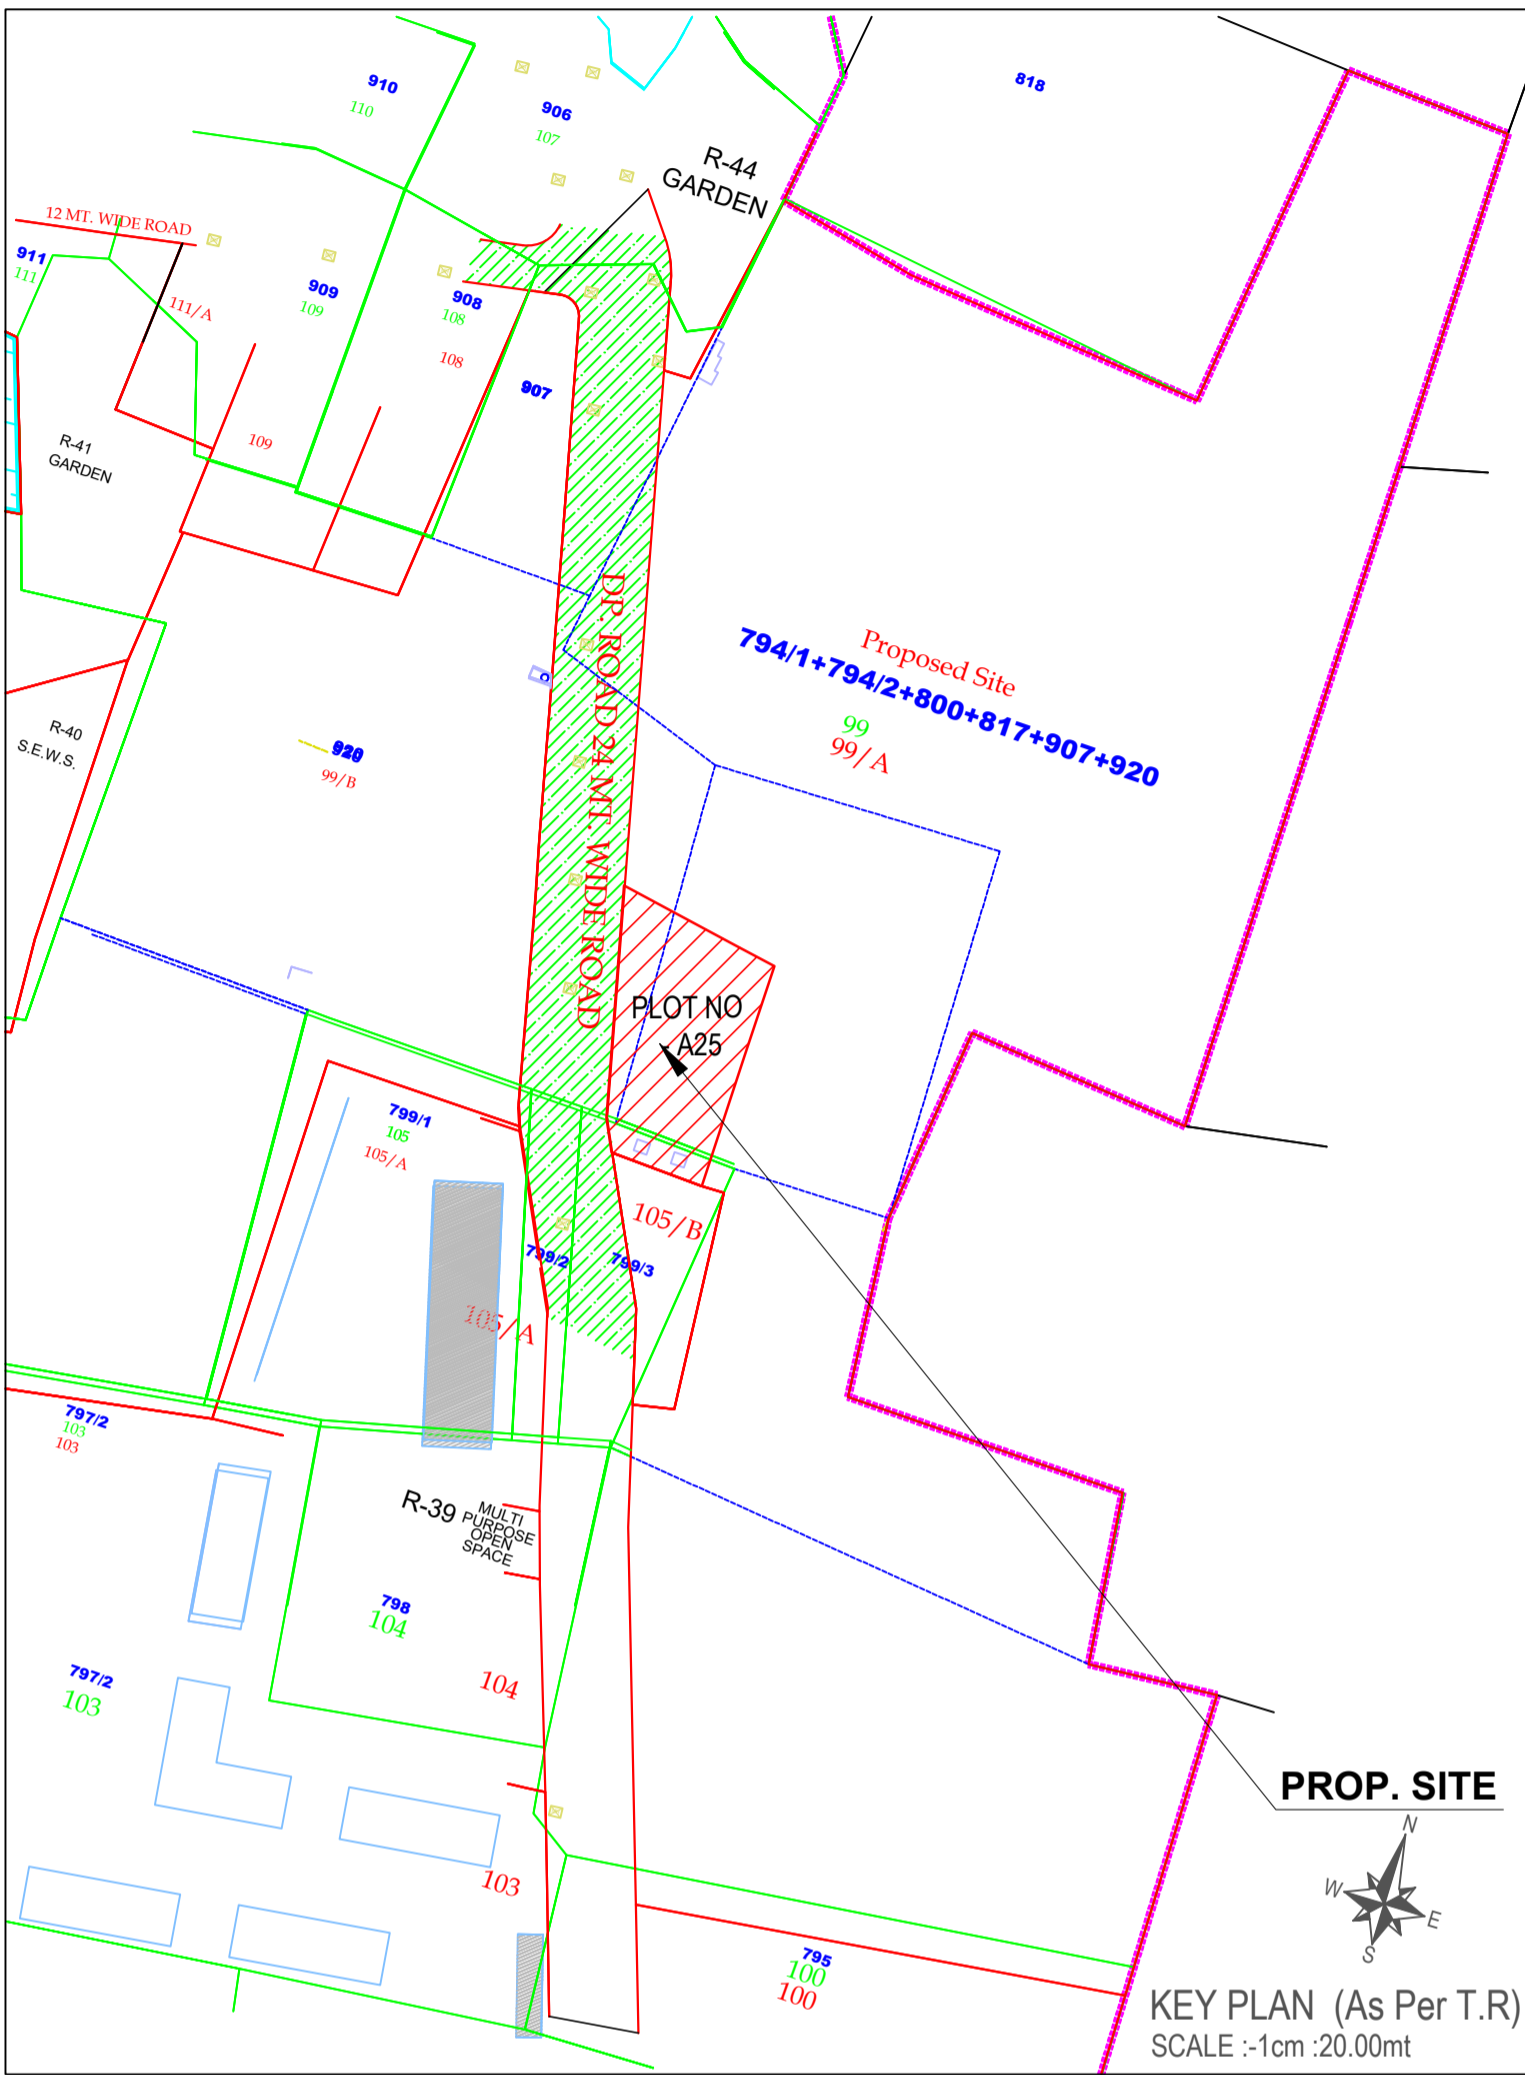 910
110
906
107
818
R-44
GARDEN
12 MT. WIDE ROAD
911
111
111/A
909
109
908
108
108
907
109
R-41
GARDEN
DP. ROAD 24 MT. WIDE ROAD
Proposed Site
794/1+794/2+800+817+907+920
99
99/A
R-40
S.E.W.S.
99/B
PLOT NO
- A25
799/1
105
105/A
105/B
799/2
799/3
105/A
797/2
103
103
R-39
MULTI
PURPOSE
OPEN
SPACE
798
104
104
797/2
103
103
PROP. SITE
N
W
E
S
795
100
100
KEY PLAN (As Per T.R)
SCALE :-1cm :20.00mt